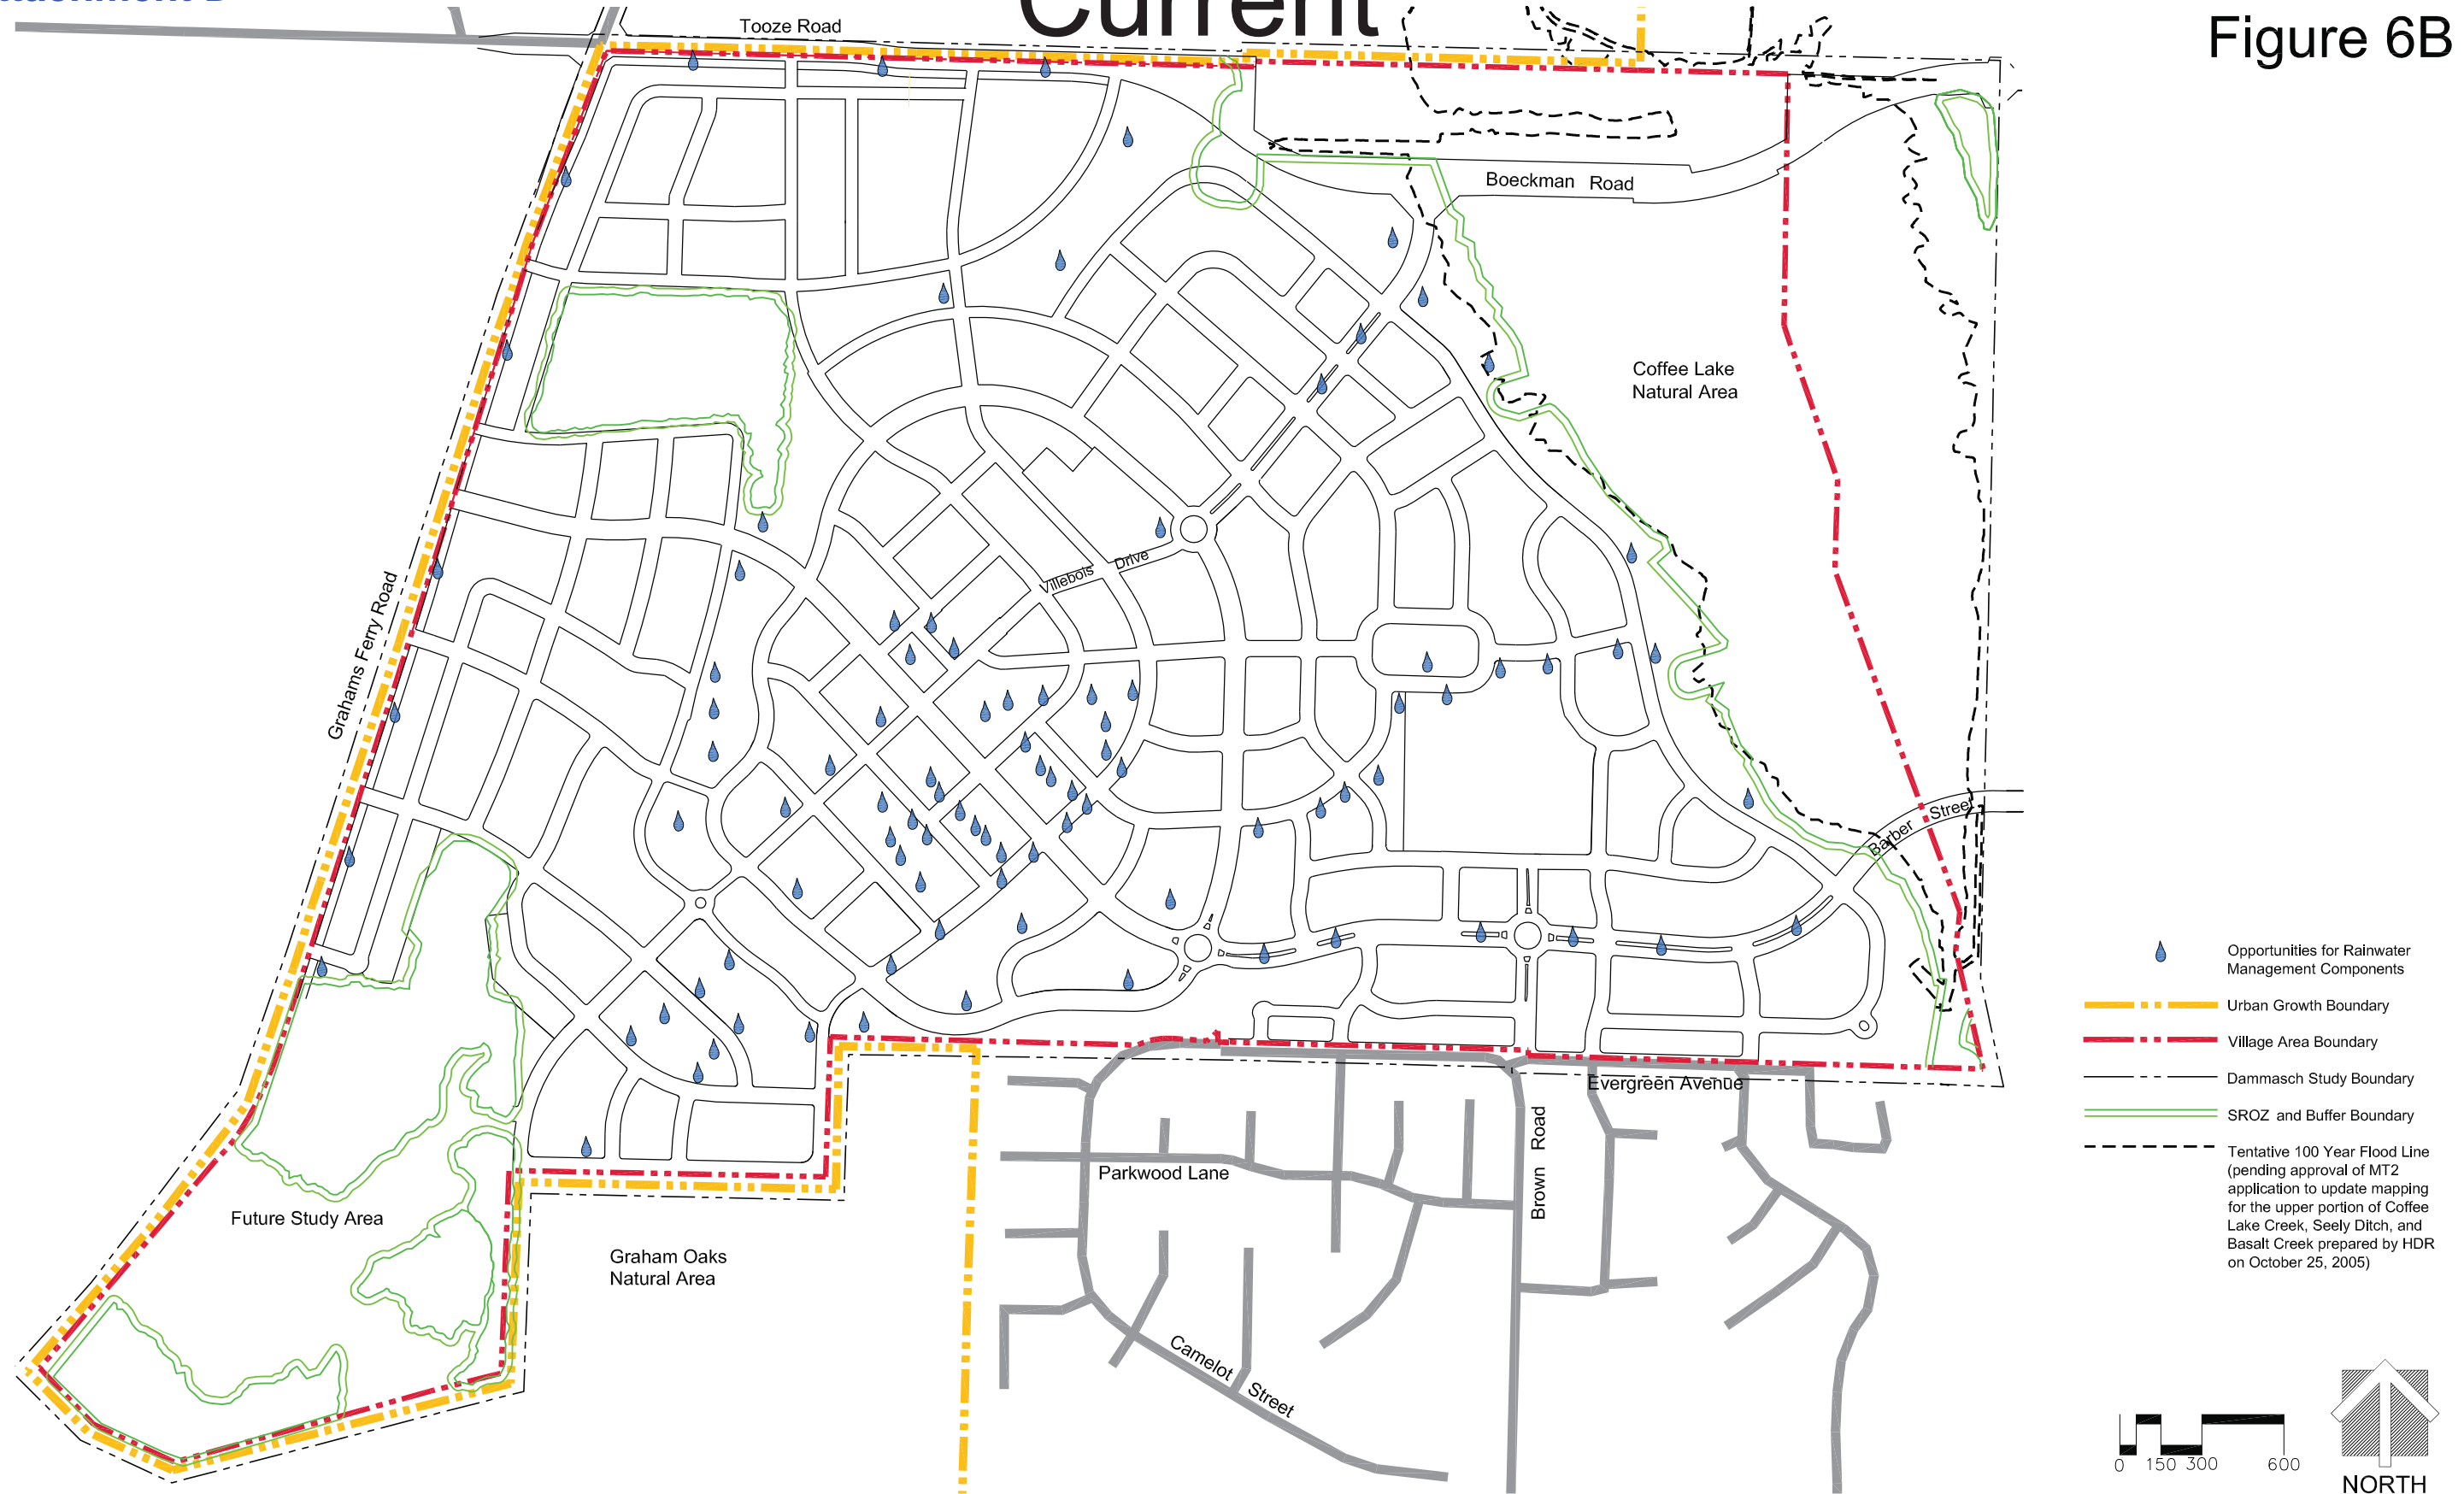 Current
Figure 6B
Tooze Road
Boeckman Road
Coffee Lake
Natural Area
Villebois Drive
Grahams Ferry Road
Barber Street
Evergreen Avenue
Brown Road
Parkwood Lane
Camelot Street
Future Study Area
Graham Oaks
Natural Area
Opportunities for Rainwater
Management Components
Urban Growth Boundary
Village Area Boundary
Dammasch Study Boundary
SROZ and Buffer Boundary
Tentative 100 Year Flood Line
(pending approval of MT2
application to update mapping
for the upper portion of Coffee
Lake Creek, Seely Ditch, and
Basalt Creek prepared by HDR
on October 25, 2005)
0 150 300 600
NORTH